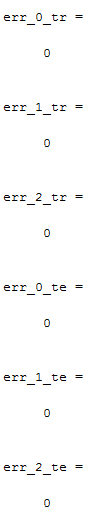 err_0_tr =
0
err_1_tr =
0
err_2_tr =
0
err_0_te =
0
err_1_te =
0
err_2_te =
0